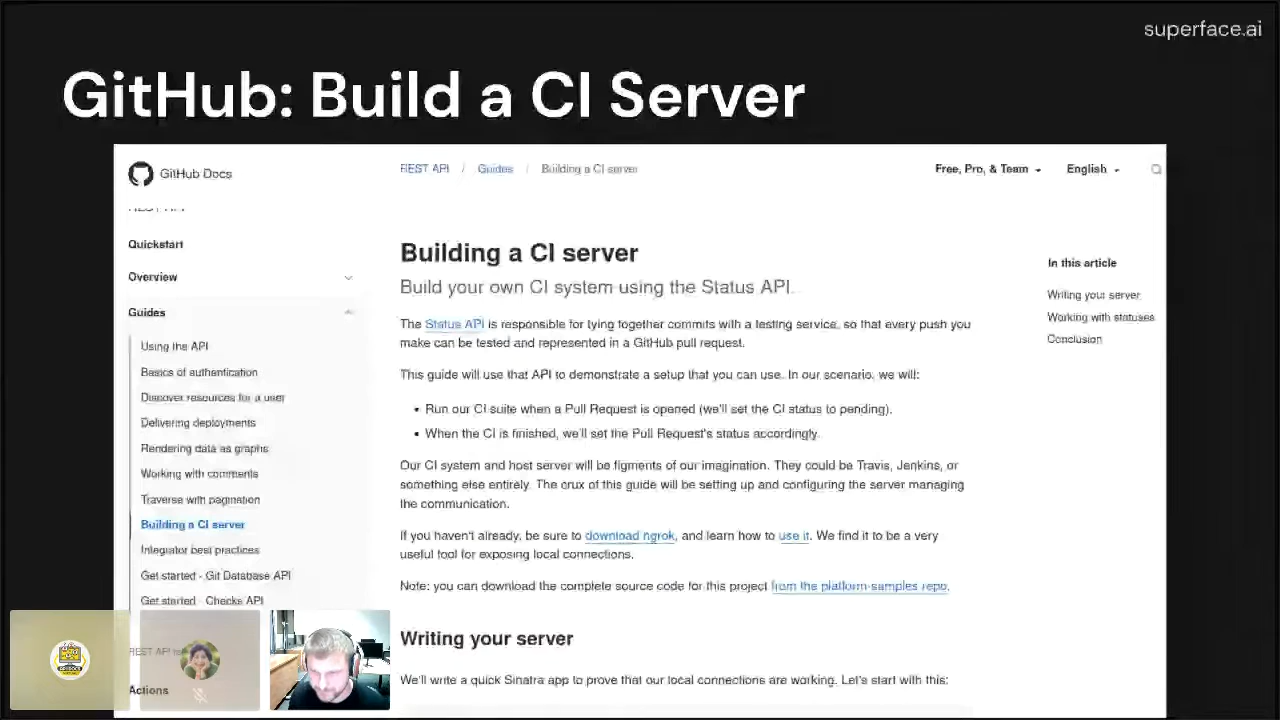 superface.ai
GitHub: Build a CI Server
GitHub Docs
REST API / Guides / Building a CI server
Free, Pro, & Team
English
REST API
Quickstart
Overview
Guides
Using the API
Basics of authentication
Discover resources for a user
Delivering deployments
Rendering data as graphs
Working with comments
Traverse with pagination
Building a CI server
Integrator best practices
Get started - Git Database API
Get started - Checks API
REST API
Actions
Building a CI server
Build your own CI system using the Status API.
The Status API is responsible for tying together commits with a testing service, so that every push you
make can be tested and represented in a GitHub pull request.
This guide will use that API to demonstrate a setup that you can use. In our scenario, we will:
• Run our CI suite when a Pull Request is opened (we'll set the CI status to pending).
• When the CI is finished, we'll set the Pull Request's status accordingly.
Our CI system and host server will be figments of our imagination. They could be Travis, Jenkins, or
something else entirely. The crux of this guide will be setting up and configuring the server managing
the communication.
If you haven't already, be sure to download ngrok, and learn how to use it. We find it to be a very
useful tool for exposing local connections.
Note: you can download the complete source code for this project from the platform-samples repo.
Writing your server
We'll write a quick Sinatra app to prove that our local connections are working. Let's start with this:
In this article
Writing your server
Working with statuses
Conclusion